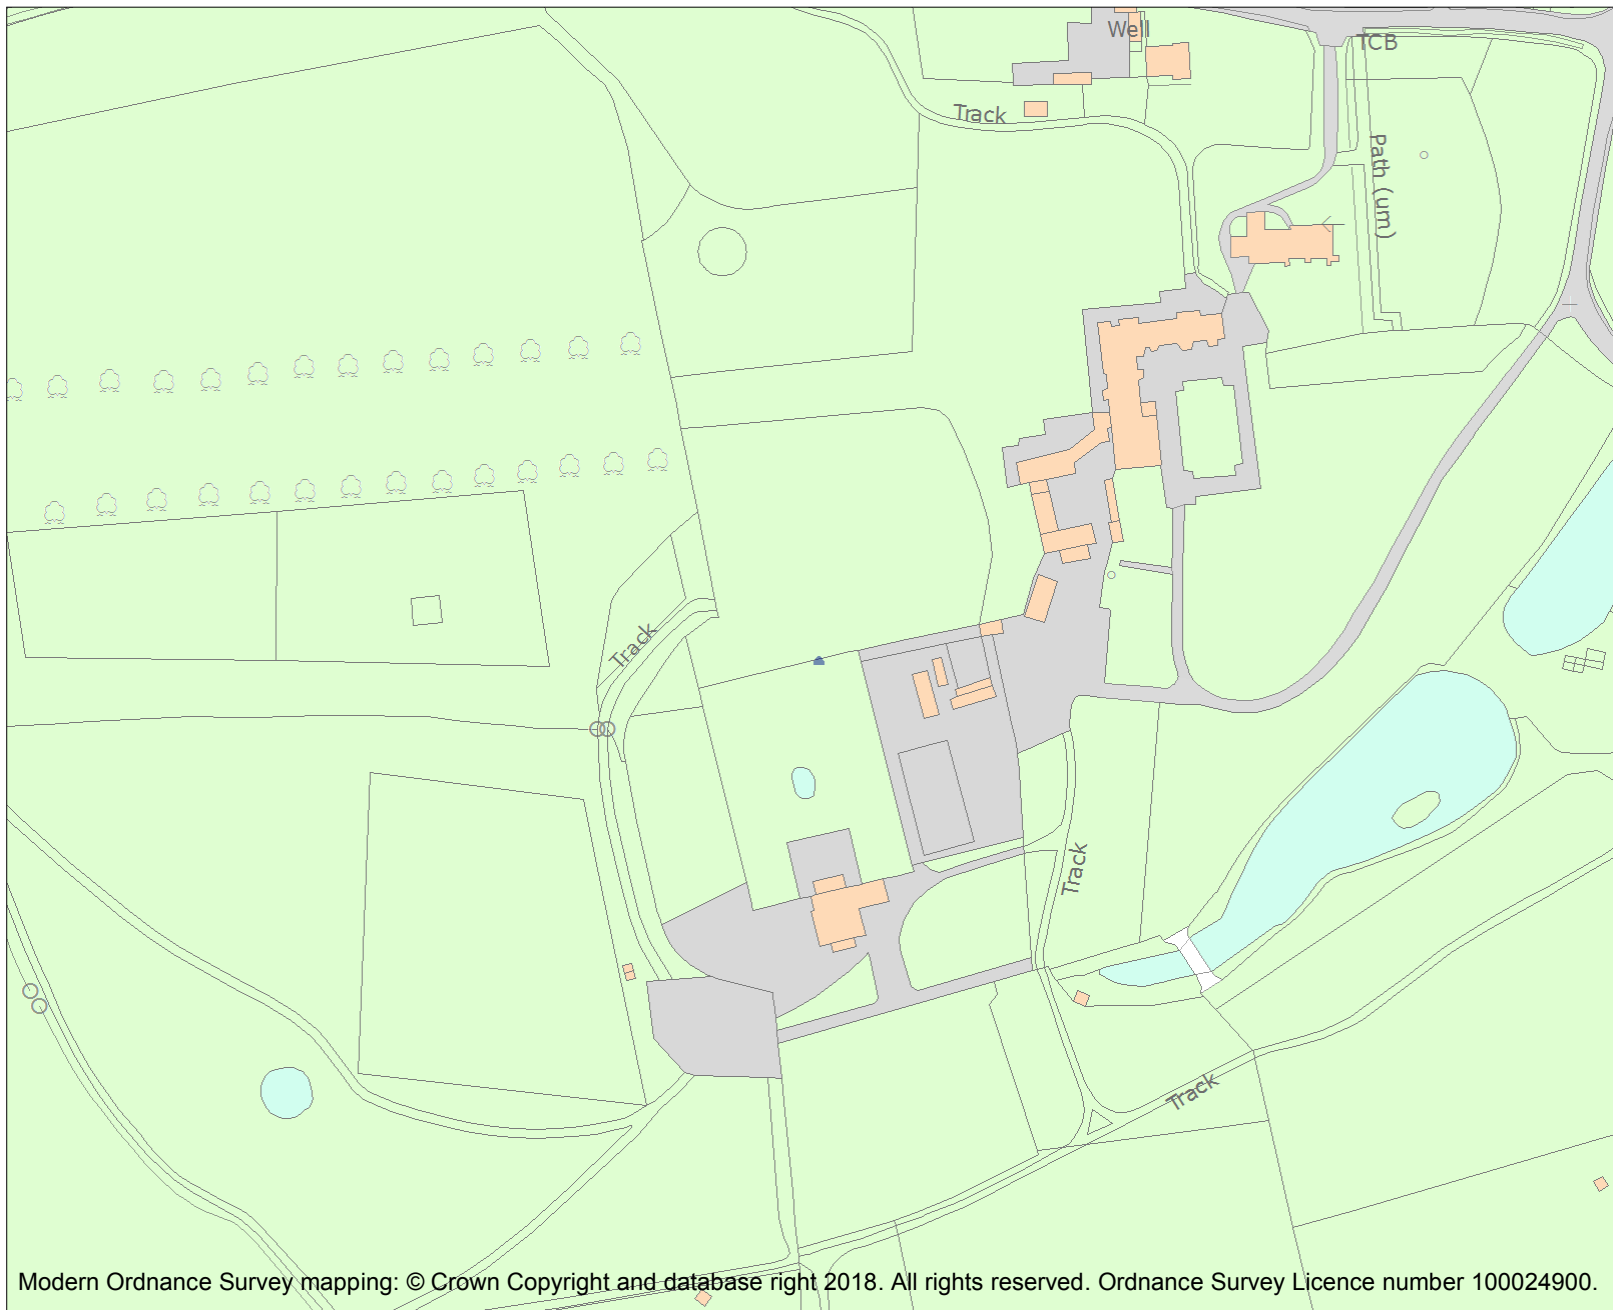 Well
TCB
Track
Path (um)
Track
Track
Track
Modern Ordnance Survey mapping: © Crown Copyright and database right 2018. All rights reserved. Ordnance Survey Licence number 100024900.